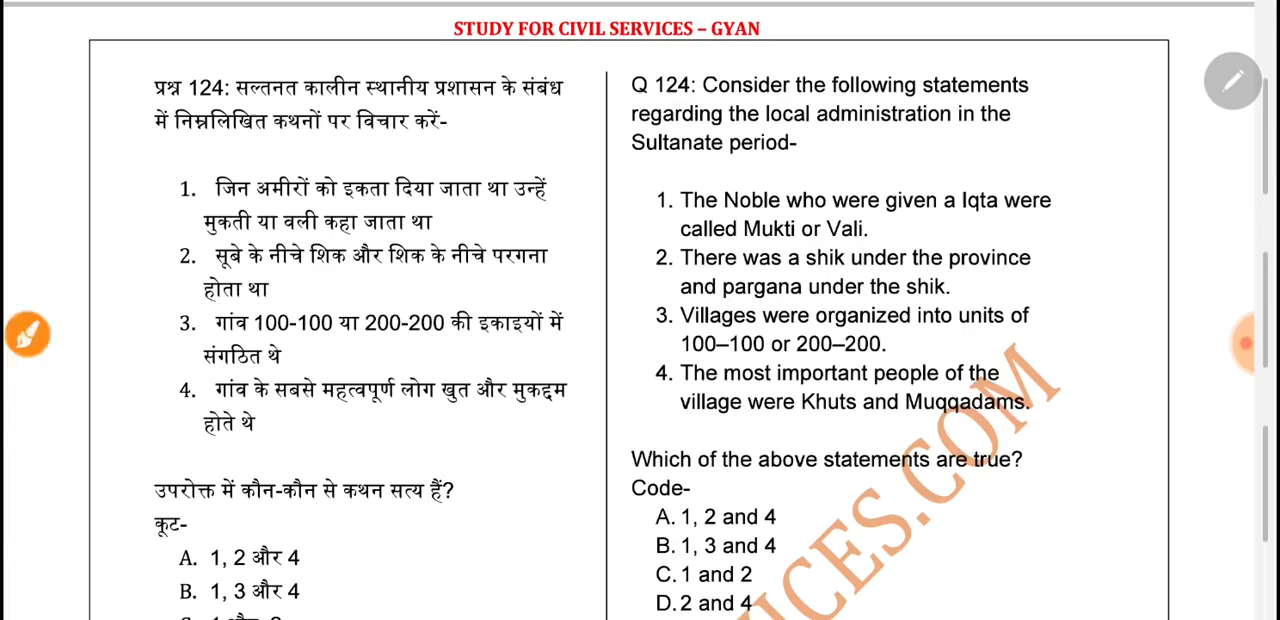 STUDY FOR CIVIL SERVICES – GYAN
प्रश्न 124: सल्तनत कालीन स्थानीय प्रशासन के संबंध
में निम्नलिखित कथनों पर विचार करें-
1. जिन अमीरों को इकता दिया जाता था उन्हें
मुकती या वली कहा जाता था
2. सूबे के नीचे शिक और शिक के नीचे परगना
होता था
3. गांव 100-100 या 200-200 की इकाइयों में
संगठित थे
4. गांव के सबसे महत्वपूर्ण लोग खुत और मुकद्दम
होते थे
उपरोक्त में कौन-कौन से कथन सत्य हैं?
कूट-
A. 1, 2 और 4
B. 1, 3 और 4
Q 124: Consider the following statements
regarding the local administration in the
Sultanate period-
1. The Noble who were given a Iqta were
called Mukti or Vali.
2. There was a shik under the province
and pargana under the shik.
3. Villages were organized into units of
100–100 or 200–200.
4. The most important people of the
village were Khuts and Muqqadams.
Which of the above statements are true?
Code-
A. 1, 2 and 4
B. 1, 3 and 4
C. 1 and 2
D. 2 and 4
VICES.COM